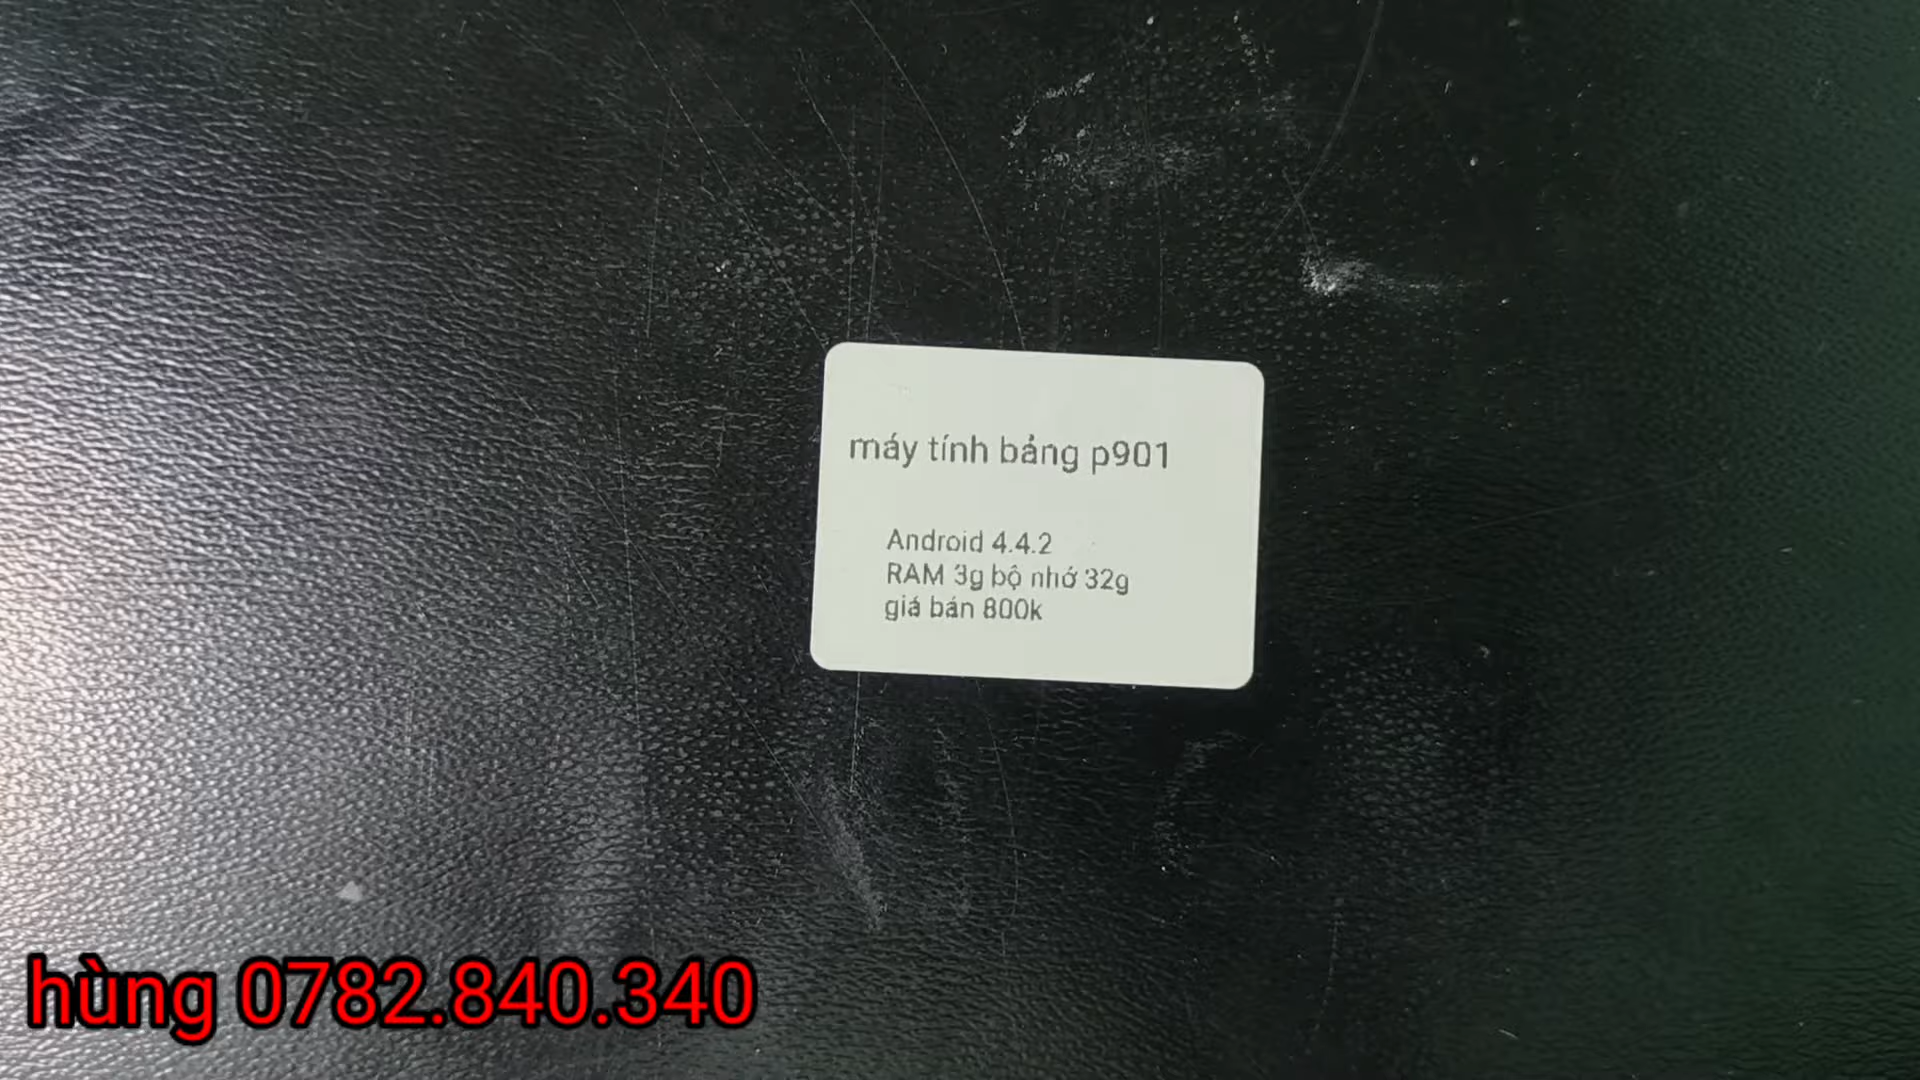 máy tính bảng p901
Android 4.4.2
RAM 3g bộ nhớ 32g
giá bán 800k
hùng 0782.840.340